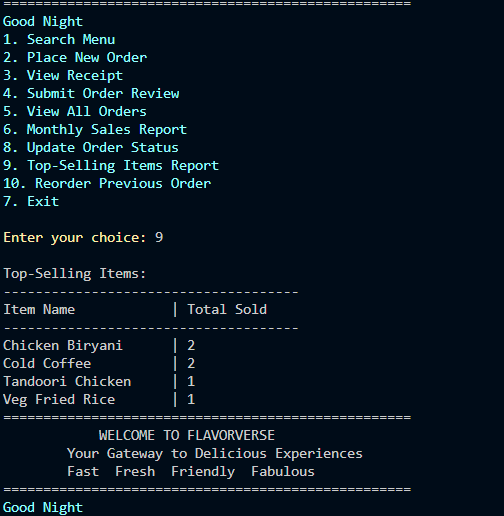 ===================================================
Good Night
1. Search Menu
2. Place New Order
3. View Receipt
4. Submit Order Review
5. View All Orders
6. Monthly Sales Report
8. Update Order Status
9. Top-Selling Items Report
10. Reorder Previous Order
7. Exit
Enter your choice: 9
Top-Selling Items:
-------------------------------------
Item Name            | Total Sold
-------------------------------------
Chicken Biryani      | 2
Cold Coffee          | 2
Tandoori Chicken     | 1
Veg Fried Rice       | 1
===================================================
            WELCOME TO FLAVORVERSE
        Your Gateway to Delicious Experiences
        Fast  Fresh  Friendly  Fabulous
===================================================
Good Night